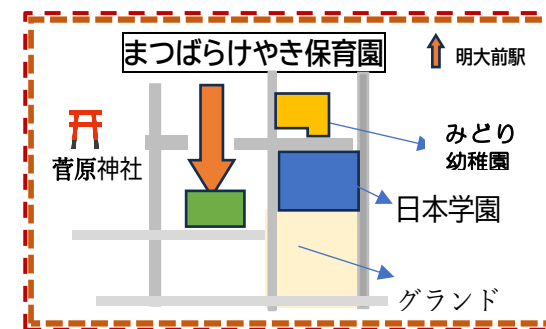 まつばらけやき保育園
明大前駅
菅原神社
みどり
幼稚園
日本学園
グランド